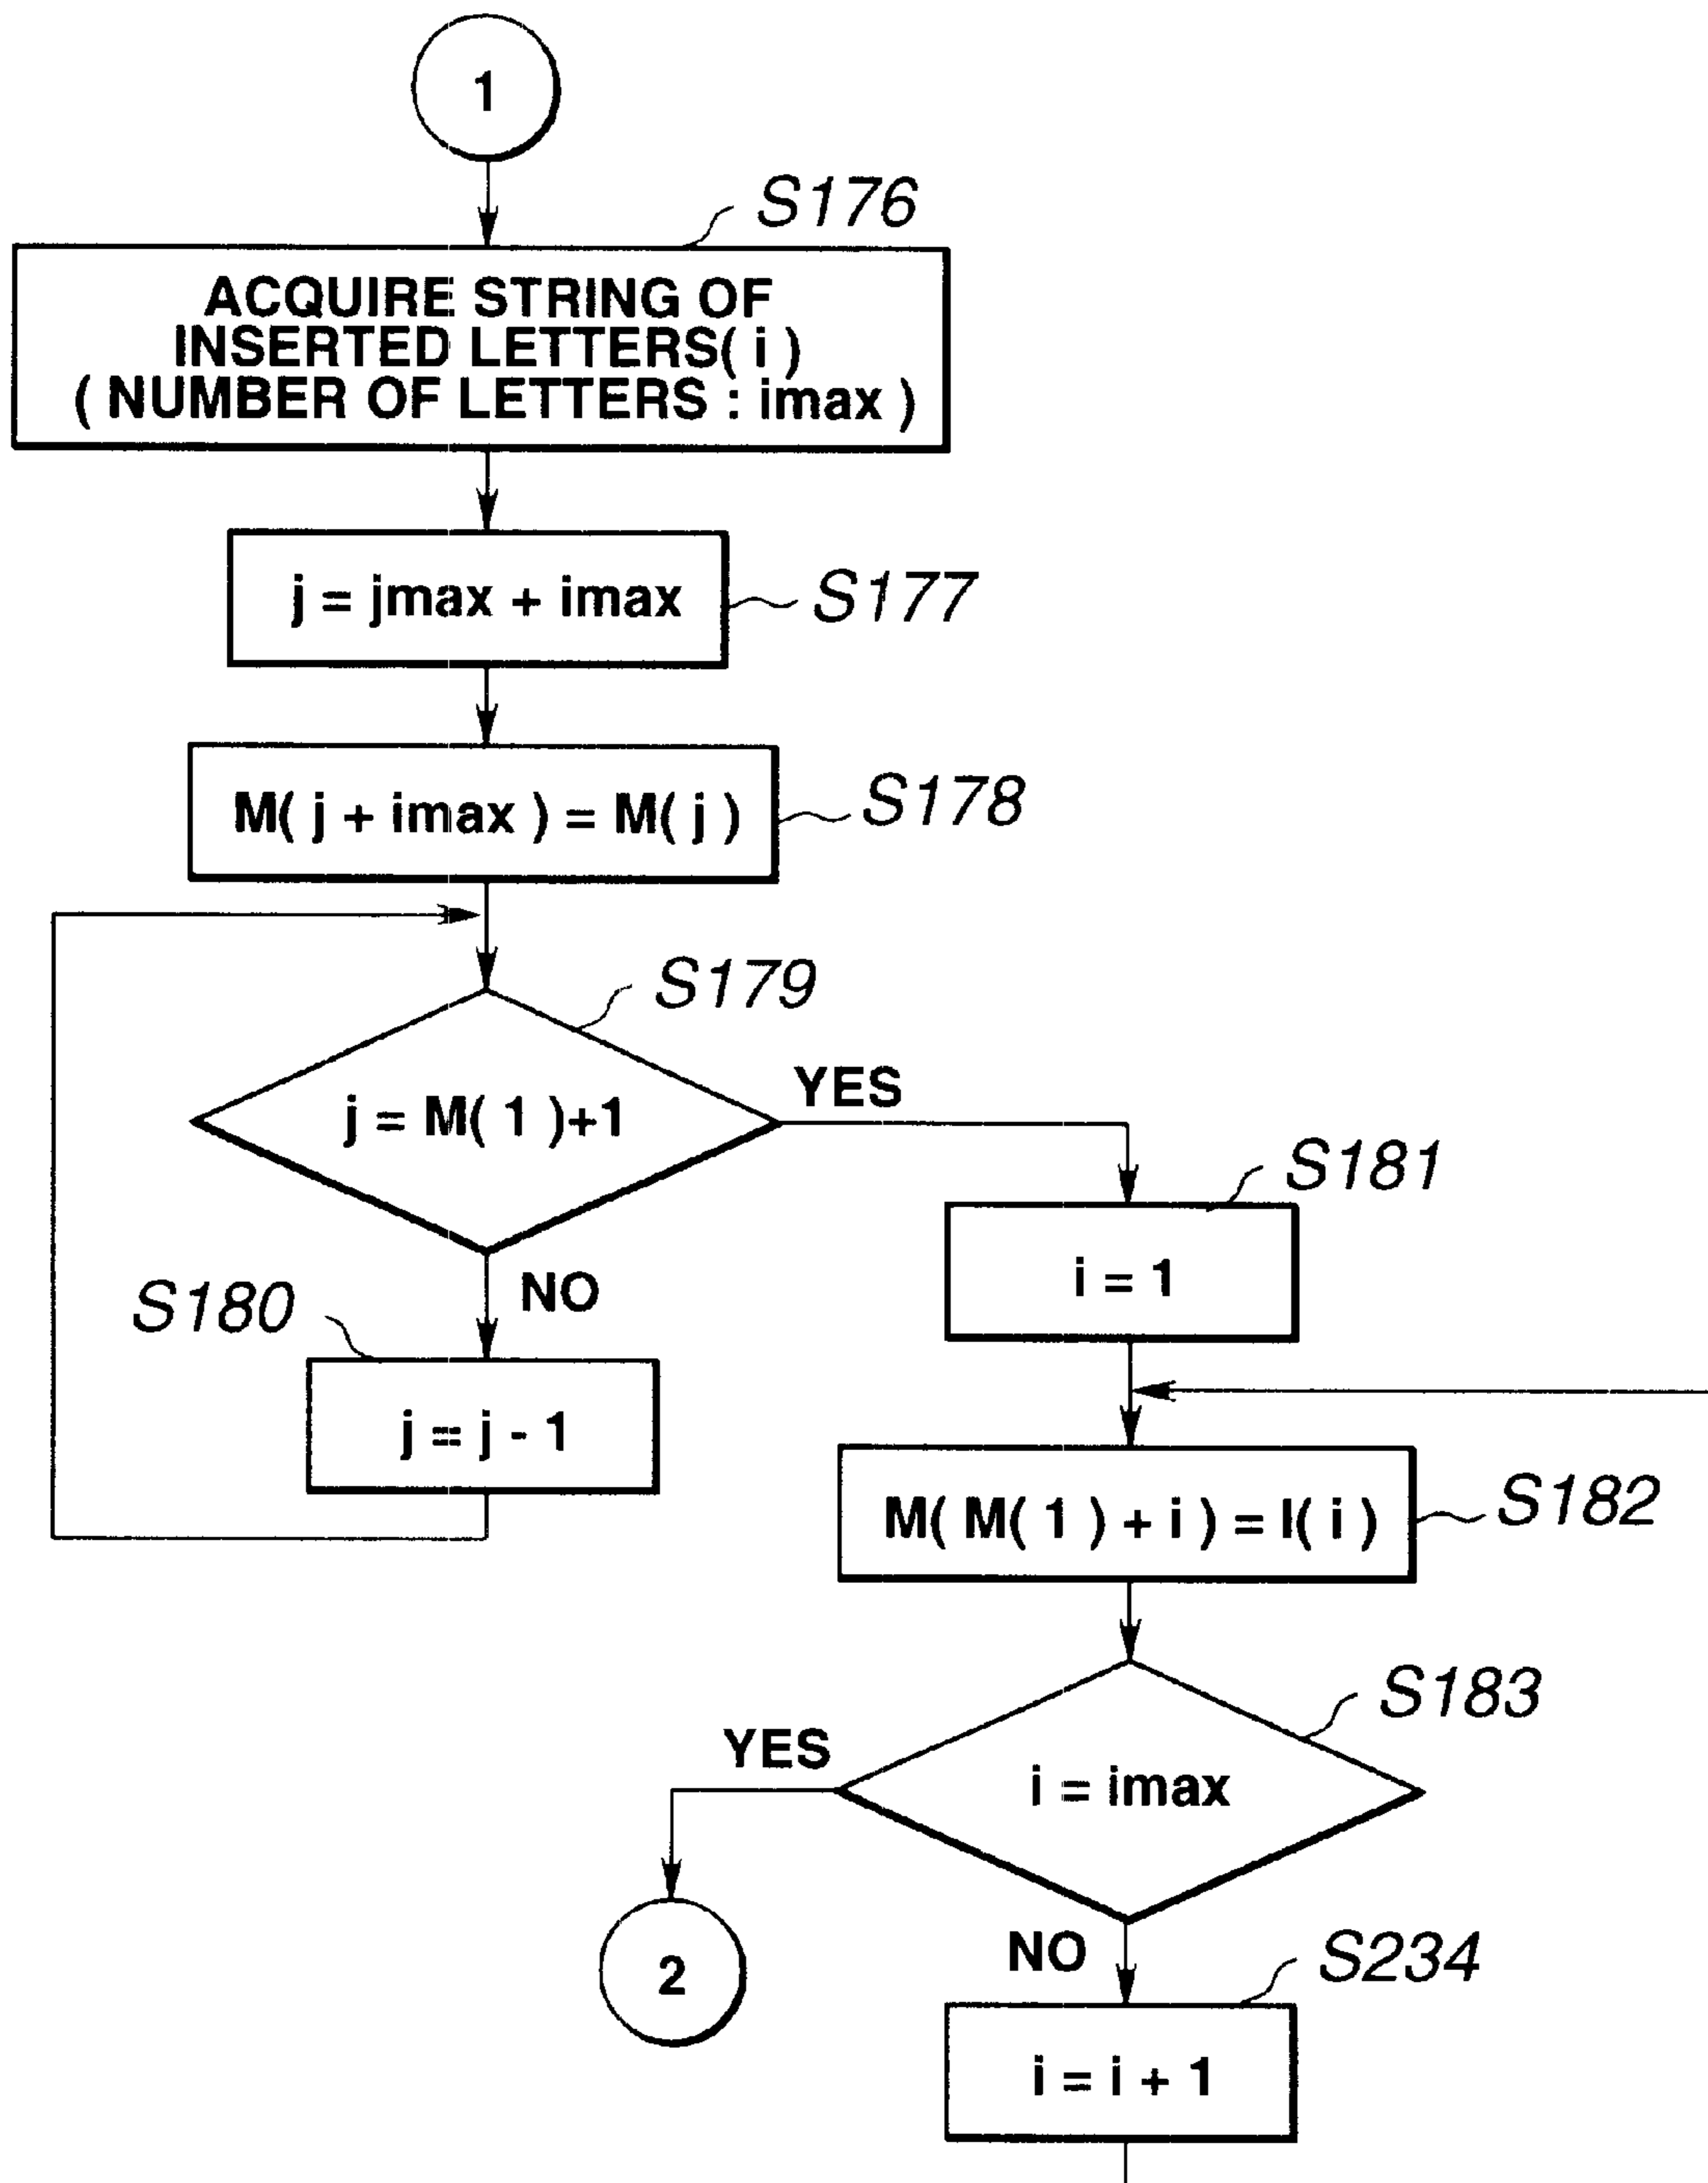 1
S176
ACQUIRE STRING OF
INSERTED LETTERS( i )
( NUMBER OF LETTERS : imax )
j = jmax + imax
S177
M( j + imax ) = M( j )
S178
S179
j = M( 1 )+1
YES
S181
i = 1
NO
S180
j = j - 1
M( M( 1 ) + i ) = I( i )
S182
S183
YES
i = imax
2
NO
S234
i = i + 1